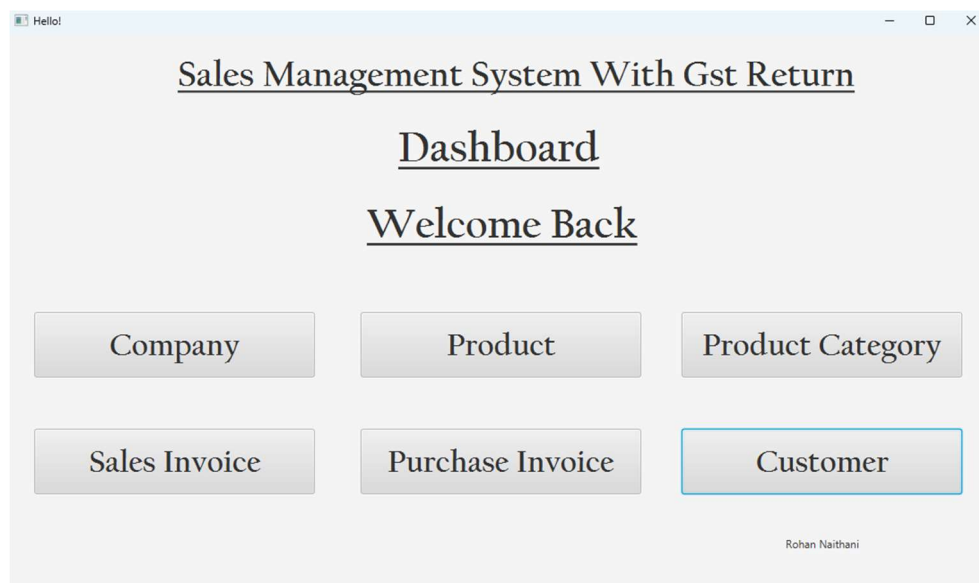 Hello!
Sales Management System With Gst Return
Dashboard
Welcome Back
Company Product Product Category
Sales Invoice Purchase Invoice Customer
Rohan Naithani